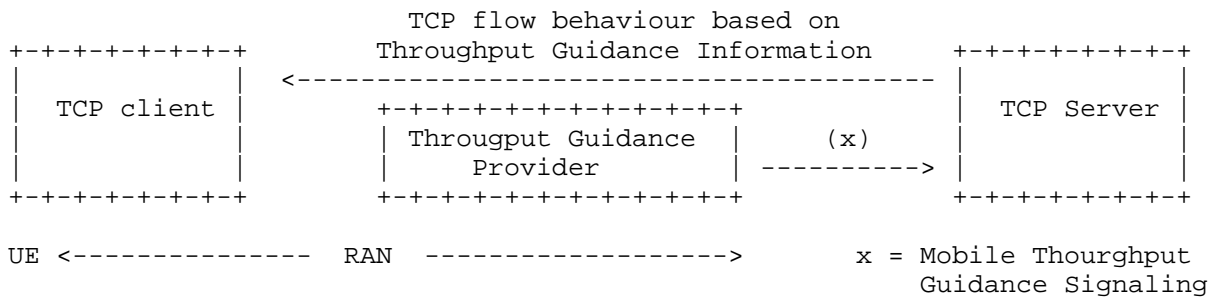 TCP flow behaviour based on
+-+-+-+-+-+-+-+ Throughput Guidance Information +-+-+-+-+-+-+-+
| | <---------------------------------------- | |
| TCP client | +-+-+-+-+-+-+-+-+-+-+-+ | TCP Server |
| | | Througput Guidance | (x) | |
| | | Provider | ----------> | |
+-+-+-+-+-+-+-+ +-+-+-+-+-+-+-+-+-+-+-+ +-+-+-+-+-+-+-+
UE <--------------- RAN -------------------> x = Mobile Thourghput
Guidance Signaling